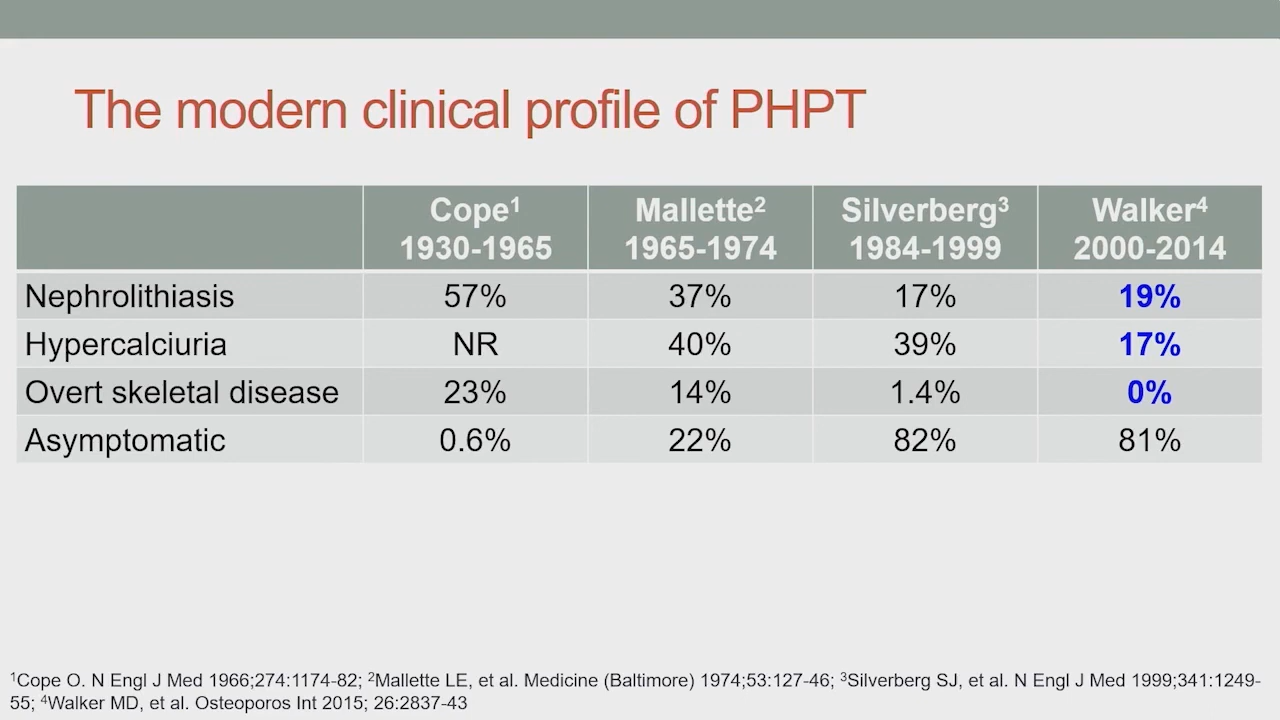 The modern clinical profile of PHPT
Cope¹ Mallette² Silverberg³ Walker⁴
1930-1965 1965-1974 1984-1999 2000-2014
Nephrolithiasis 57% 37% 17% 19%
Hypercalciuria NR 40% 39% 17%
Overt skeletal disease 23% 14% 1.4% 0%
Asymptomatic 0.6% 22% 82% 81%
¹Cope O. N Engl J Med 1966;274:1174-82; ²Mallette LE, et al. Medicine (Baltimore) 1974;53:127-46; ³Silverberg SJ, et al. N Engl J Med 1999;341:1249-
55; ⁴Walker MD, et al. Osteoporos Int 2015; 26:2837-43